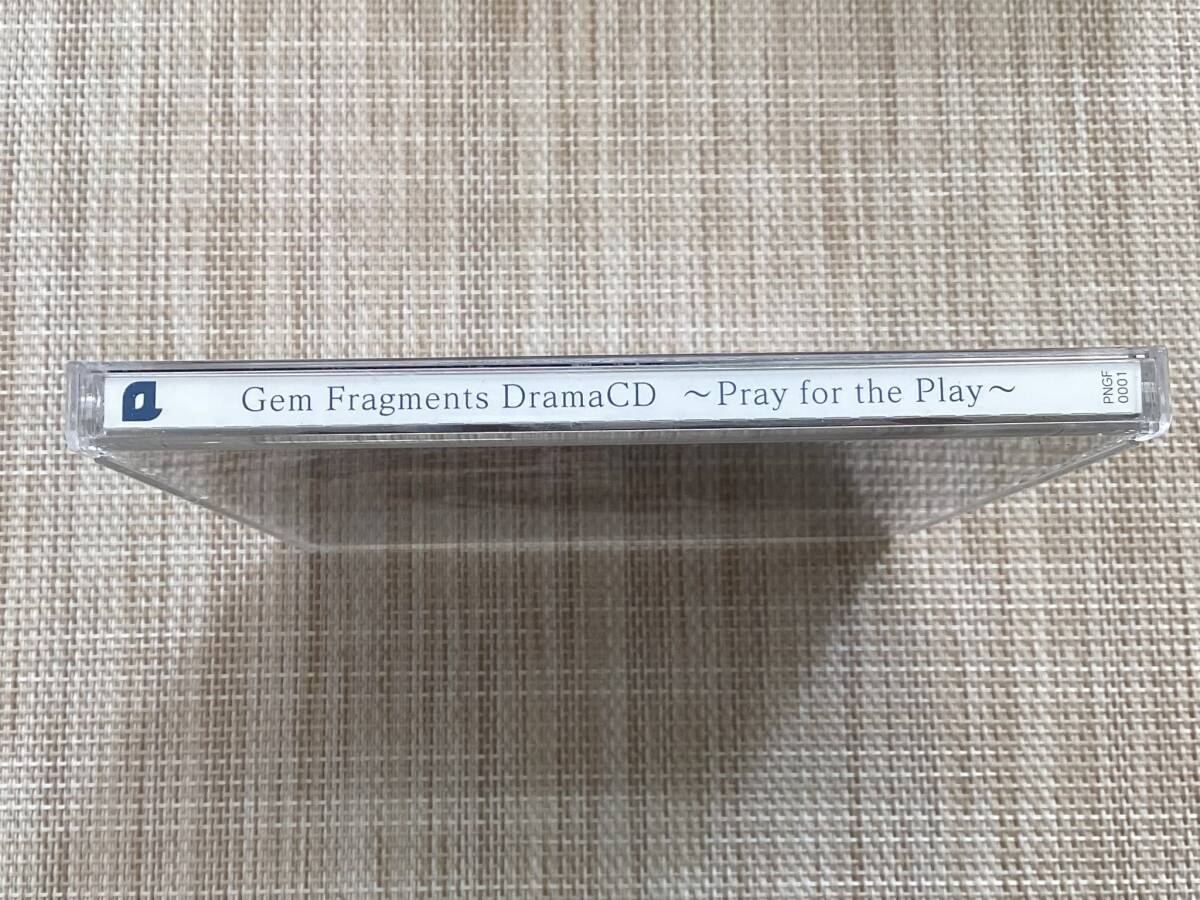 Gem Fragments DramaCD ～Pray for the Play～
PNGF
0001